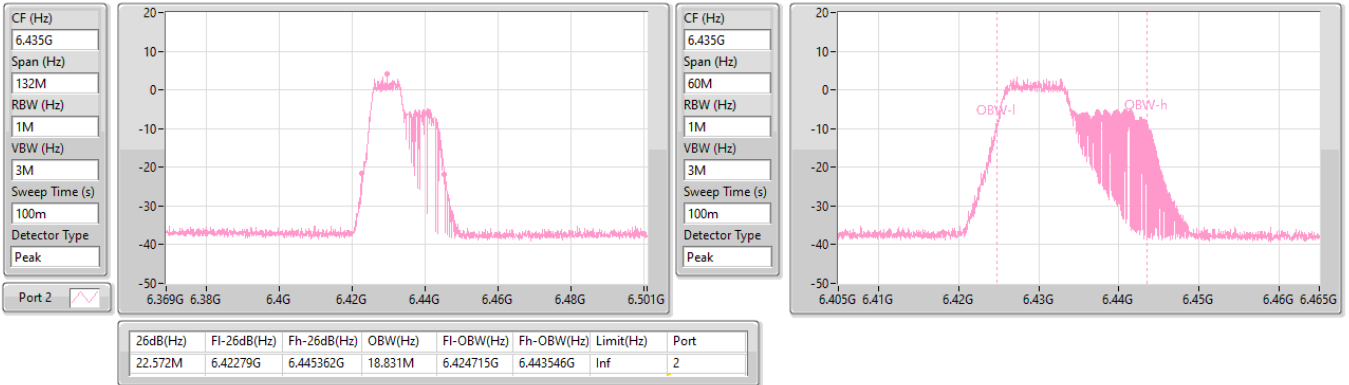 CF (Hz)
6.435G
Span (Hz)
132M
RBW (Hz)
1M
VBW (Hz)
3M
Sweep Time (s)
100m
Detector Type
Peak
Port 2
20
10
0
-10
-20
-30
-40
-50
6.369G 6.38G 6.4G 6.42G 6.44G 6.46G 6.48G 6.501G
CF (Hz)
6.435G
Span (Hz)
60M
RBW (Hz)
1M
VBW (Hz)
3M
Sweep Time (s)
100m
Detector Type
Peak
20
10
0
-10
-20
-30
-40
-50
OBW-l OBW-h
6.405G 6.41G 6.42G 6.43G 6.44G 6.45G 6.46G 6.465G
26dB(Hz) Fl-26dB(Hz) Fh-26dB(Hz) OBW(Hz) Fl-OBW(Hz) Fh-OBW(Hz) Limit(Hz) Port
22.572M 6.42279G 6.445362G 18.831M 6.424715G 6.443546G Inf 2